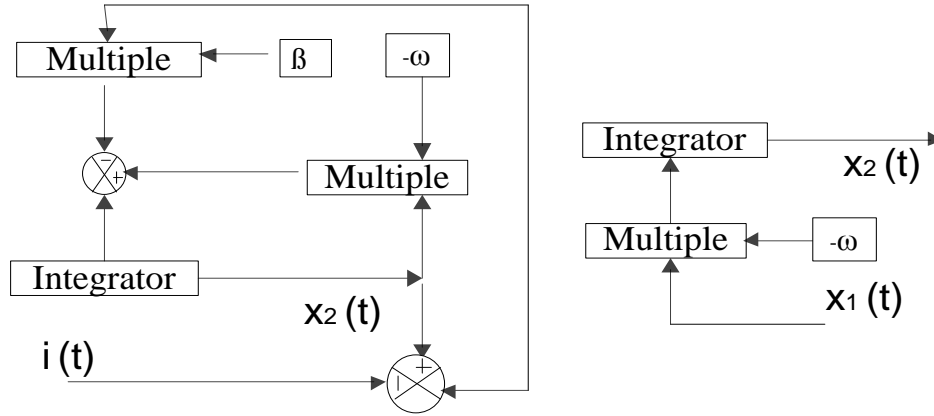 Multiple
ß
-ω
-
+
Multiple
Integrator
x2 (t)
i (t)
+
−
Integrator
x2 (t)
Multiple
-ω
x1 (t)